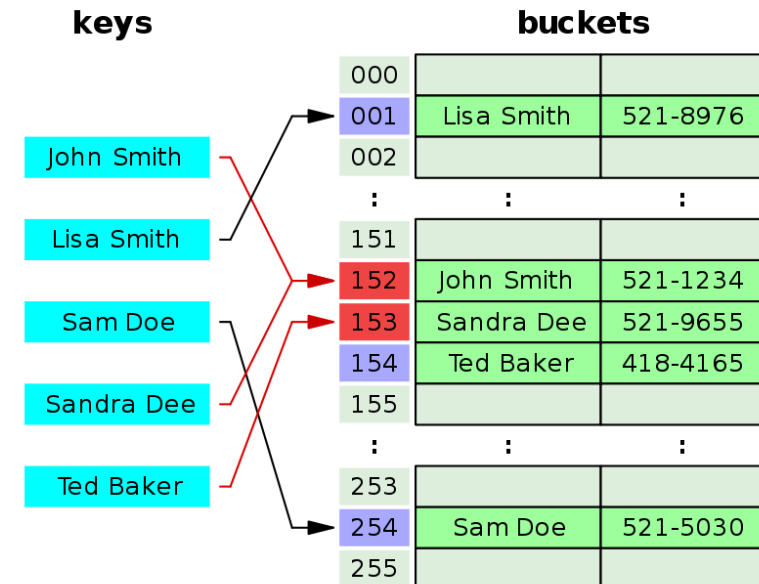 keys
buckets
John Smith
Lisa Smith
Sam Doe
Sandra Dee
Ted Baker
000
001 Lisa Smith 521-8976
002
: : :
151
152 John Smith 521-1234
153 Sandra Dee 521-9655
154 Ted Baker 418-4165
155
: : :
253
254 Sam Doe 521-5030
255